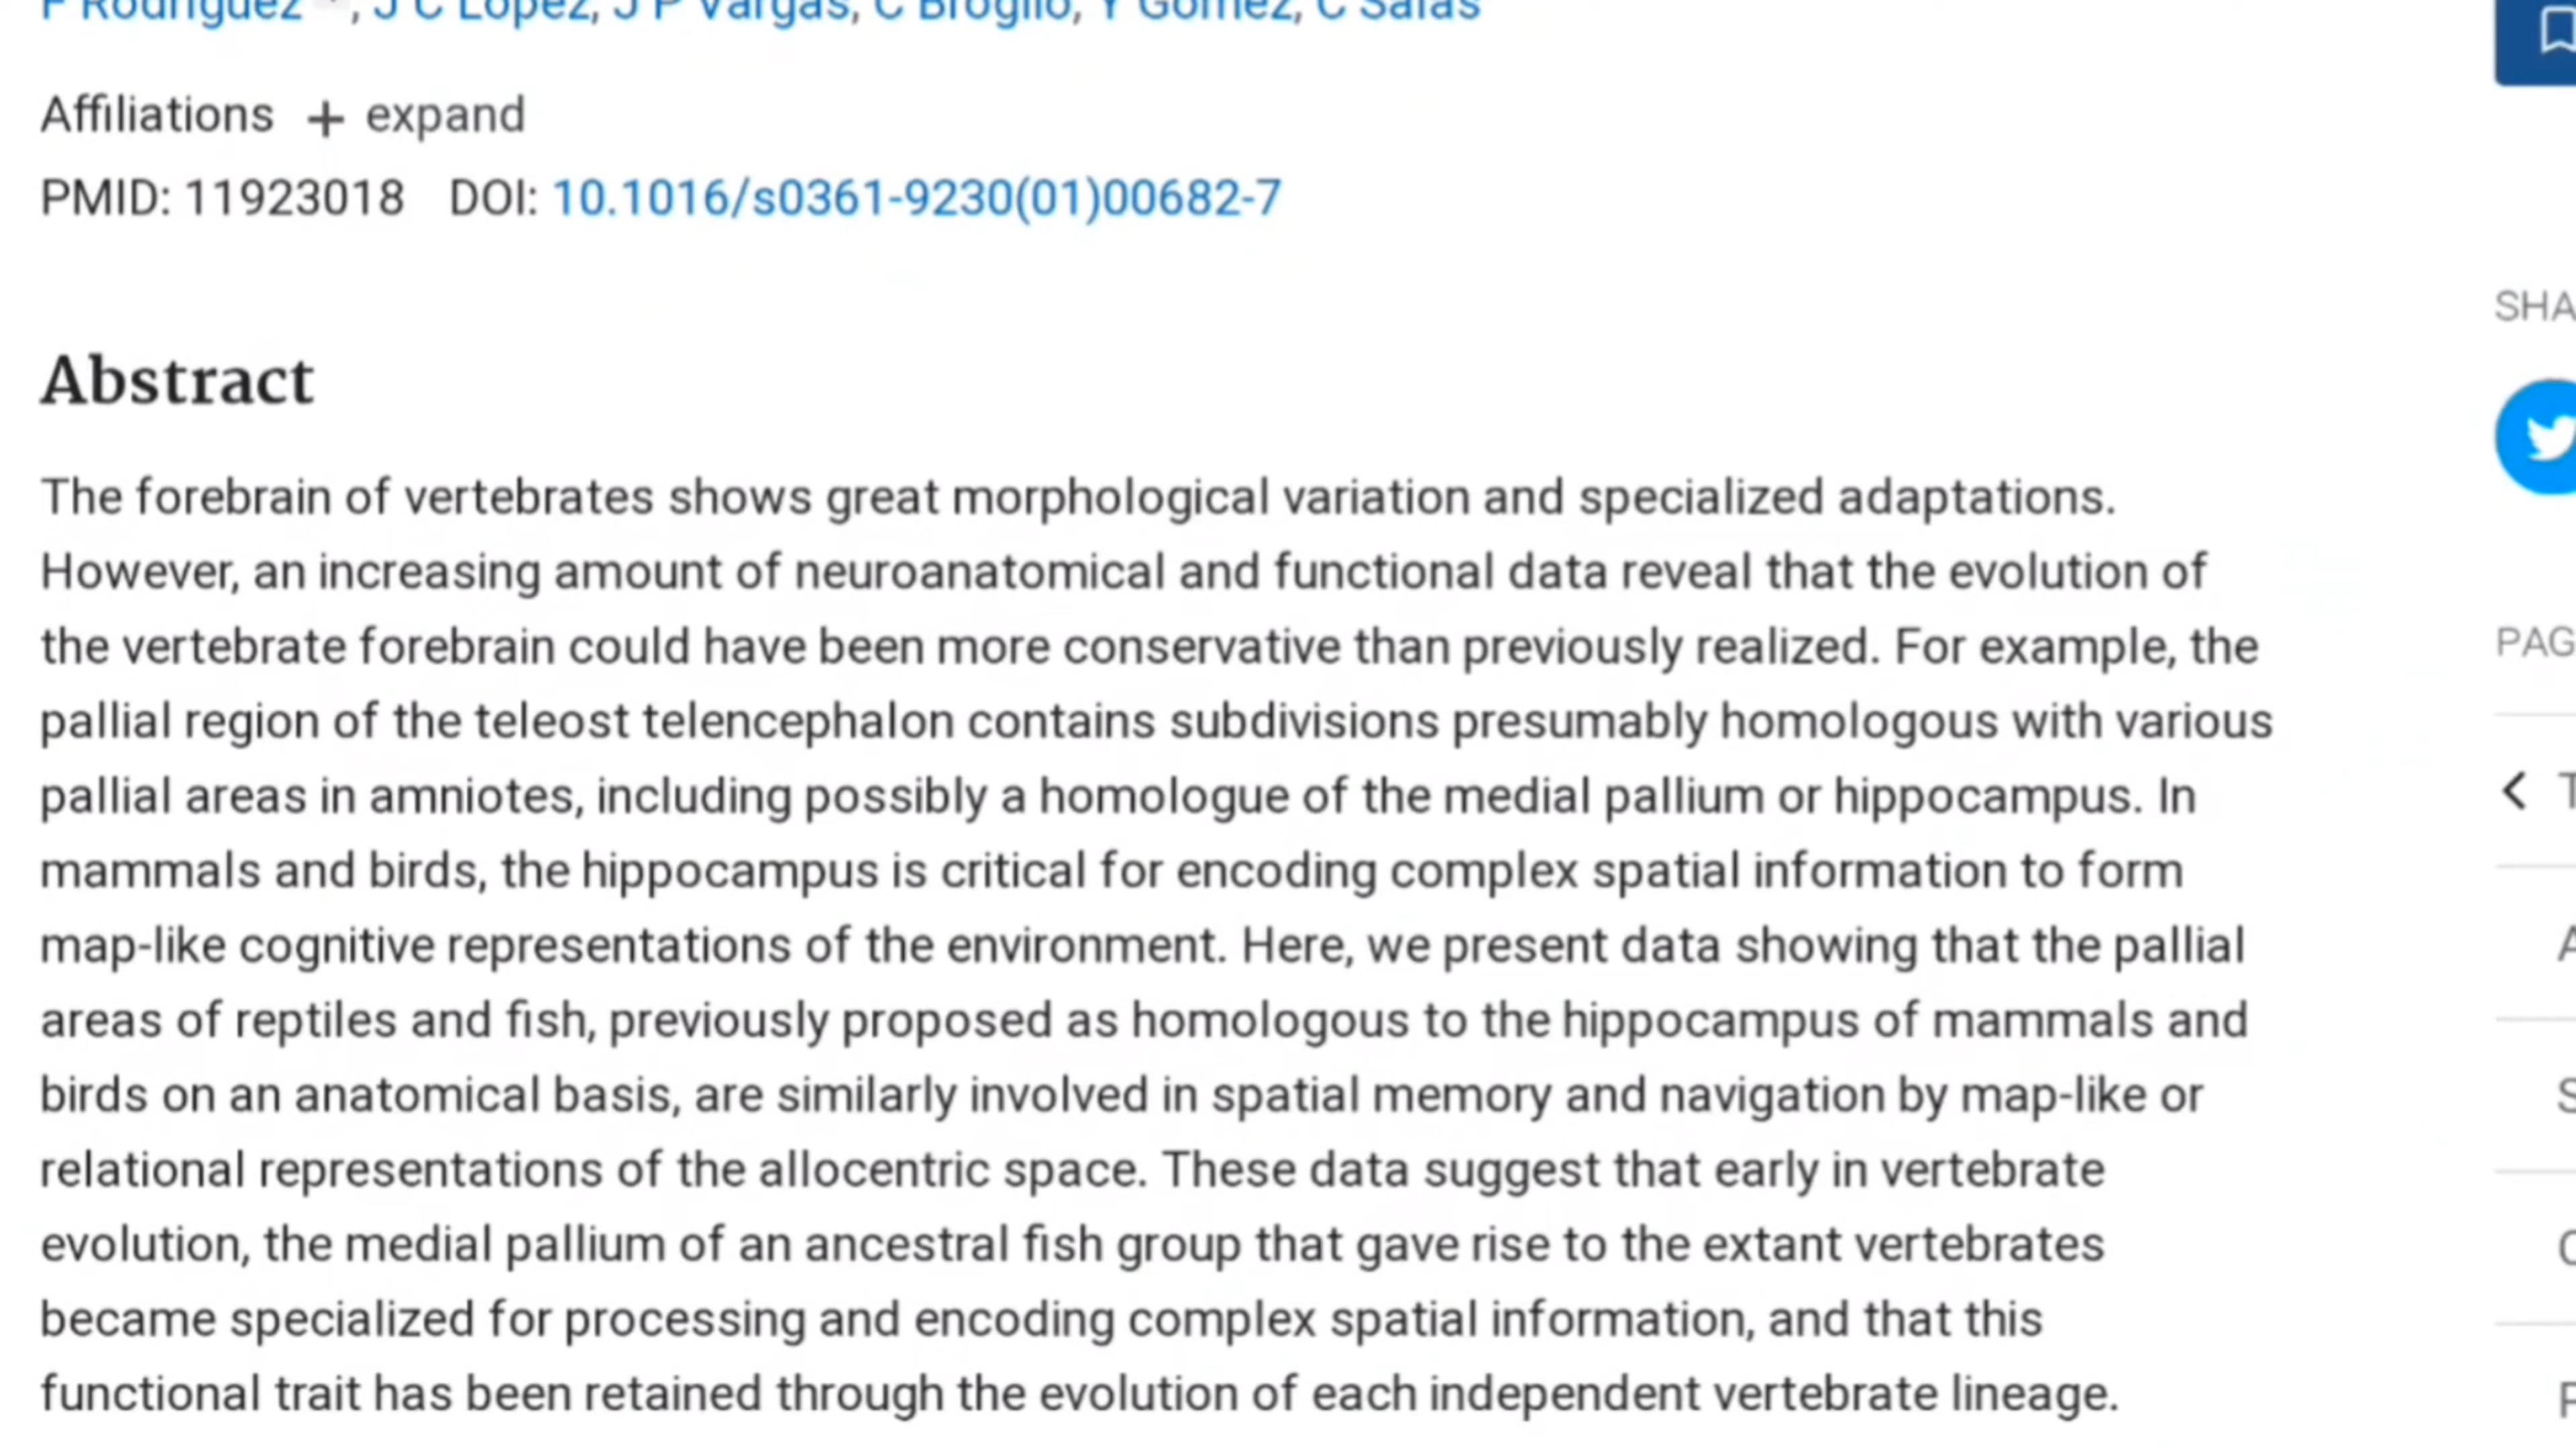 F Rodríguez, J C López, J P Vargas, C Broglio, Y Gómez, C Salas
Affiliations + expand
PMID: 11923018 DOI: 10.1016/s0361-9230(01)00682-7
SHA
Abstract
The forebrain of vertebrates shows great morphological variation and specialized adaptations.
However, an increasing amount of neuroanatomical and functional data reveal that the evolution of
the vertebrate forebrain could have been more conservative than previously realized. For example, the
PAG
pallial region of the teleost telencephalon contains subdivisions presumably homologous with various
pallial areas in amniotes, including possibly a homologue of the medial pallium or hippocampus. In
< T
mammals and birds, the hippocampus is critical for encoding complex spatial information to form
map-like cognitive representations of the environment. Here, we present data showing that the pallial
A
areas of reptiles and fish, previously proposed as homologous to the hippocampus of mammals and
birds on an anatomical basis, are similarly involved in spatial memory and navigation by map-like or
S
relational representations of the allocentric space. These data suggest that early in vertebrate
evolution, the medial pallium of an ancestral fish group that gave rise to the extant vertebrates
became specialized for processing and encoding complex spatial information, and that this
functional trait has been retained through the evolution of each independent vertebrate lineage.